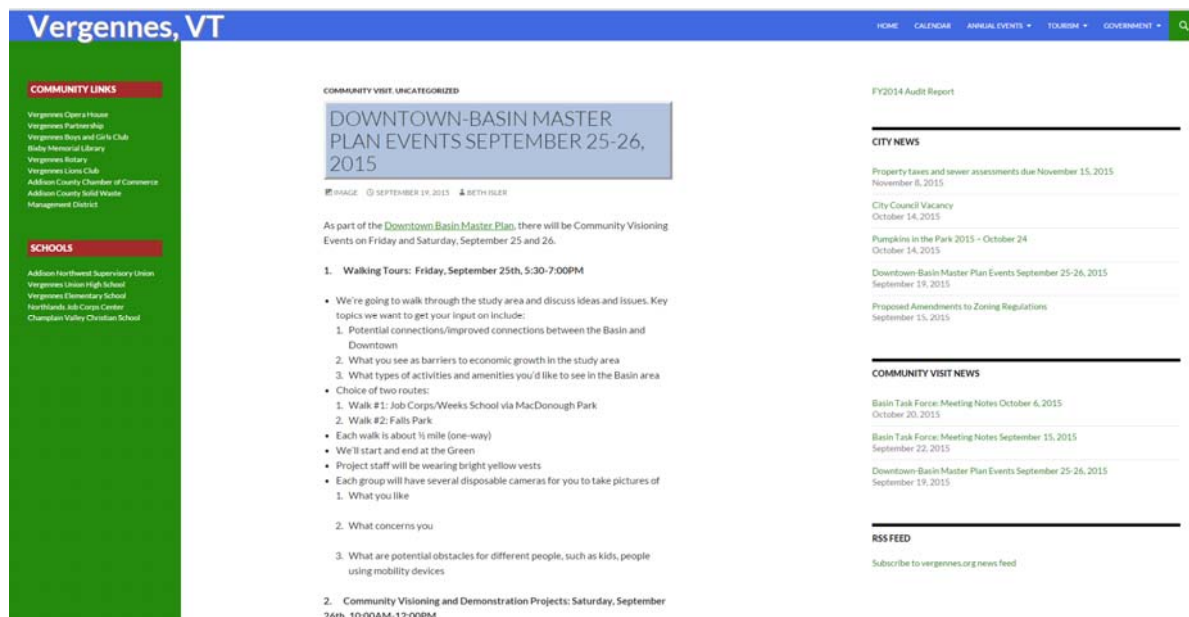 Vergennes, VT
HOME CALENDAR ANNUAL EVENTS TOURISM GOVERNMENT
COMMUNITY LINKS
Vergennes Opera House
Vergennes Partnership
Vergennes Boys and Girls Club
Bixby Memorial Library
Vergennes Rotary
Vergennes Lions Club
Addison County Chamber of Commerce
Addison County Solid Waste
Management District
SCHOOLS
Addison Northwest Supervisory Union
Vergennes Union High School
Vergennes Elementary School
Northlands Job Corps Center
Champlain Valley Christian School
COMMUNITY VISIT, UNCATEGORIZED
DOWNTOWN-BASIN MASTER
PLAN EVENTS SEPTEMBER 25-26,
2015
IMAGE SEPTEMBER 19, 2015 BETH ISLER
As part of the Downtown Basin Master Plan, there will be Community Visioning
Events on Friday and Saturday, September 25 and 26.
1. Walking Tours: Friday, September 25th, 5:30-7:00PM
• We're going to walk through the study area and discuss ideas and issues. Key
topics we want to get your input on include:
1. Potential connections/improved connections between the Basin and
Downtown
2. What you see as barriers to economic growth in the study area
3. What types of activities and amenities you'd like to see in the Basin area
• Choice of two routes:
1. Walk #1: Job Corps/Weeks School via MacDonough Park
2. Walk #2: Falls Park
• Each walk is about ½ mile (one-way)
• We'll start and end at the Green
• Project staff will be wearing bright yellow vests
• Each group will have several disposable cameras for you to take pictures of
1. What you like
2. What concerns you
3. What are potential obstacles for different people, such as kids, people
using mobility devices
2. Community Visioning and Demonstration Projects: Saturday, September
26th, 10:00AM-12:00PM
FY2014 Audit Report
CITY NEWS
Property taxes and sewer assessments due November 15, 2015
November 8, 2015
City Council Vacancy
October 14, 2015
Pumpkins in the Park 2015 – October 24
October 14, 2015
Downtown-Basin Master Plan Events September 25-26, 2015
September 19, 2015
Proposed Amendments to Zoning Regulations
September 15, 2015
COMMUNITY VISIT NEWS
Basin Task Force: Meeting Notes October 6, 2015
October 20, 2015
Basin Task Force: Meeting Notes September 15, 2015
September 22, 2015
Downtown-Basin Master Plan Events September 25-26, 2015
September 19, 2015
RSS FEED
Subscribe to vergennes.org news feed